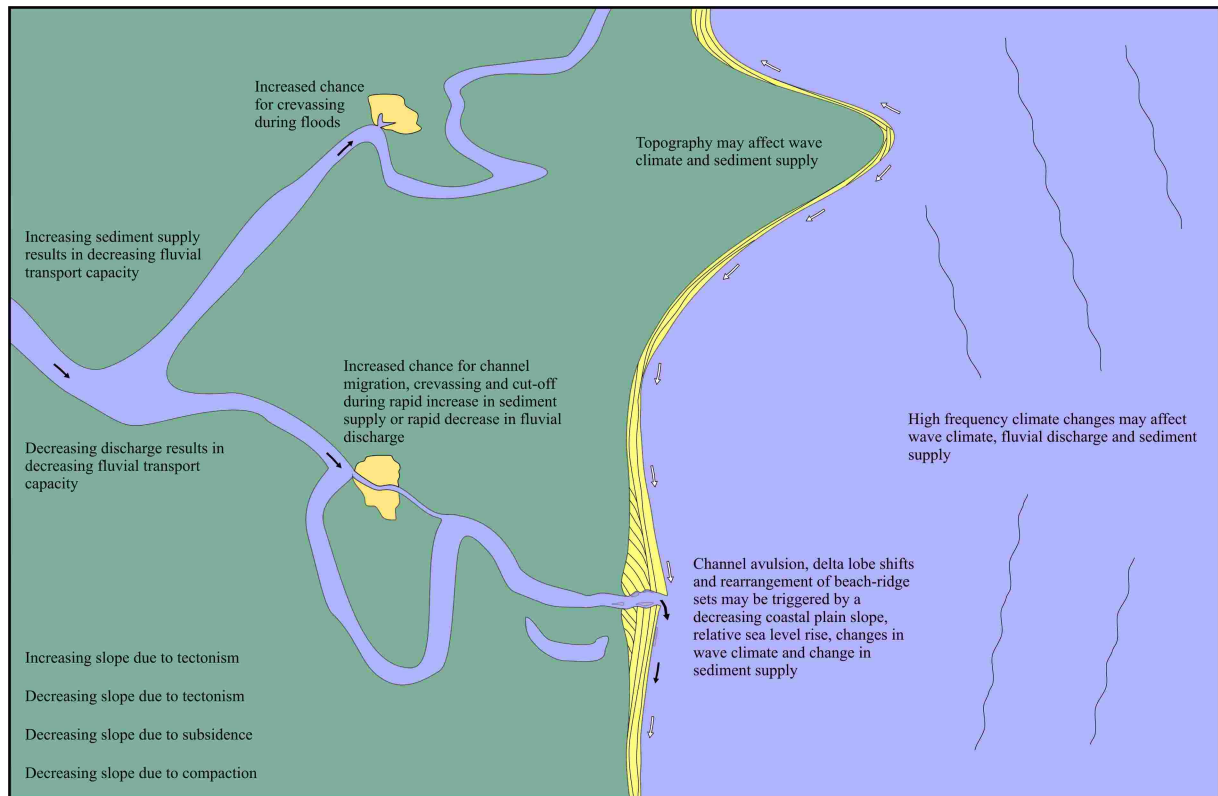 Increased chance
for crevassing
during floods
Topography may affect wave
climate and sediment supply
Increasing sediment supply
results in decreasing fluvial
transport capacity
Increased chance for channel
migration, crevassing and cut-off
during rapid increase in sediment
supply or rapid decrease in fluvial
discharge
High frequency climate changes may affect
wave climate, fluvial discharge and sediment
supply
Decreasing discharge results in
decreasing fluvial transport
capacity
Channel avulsion, delta lobe shifts
and rearrangement of beach-ridge
sets may be triggered by a
decreasing coastal plain slope,
relative sea level rise, changes in
wave climate and change in
sediment supply
Increasing slope due to tectonism
Decreasing slope due to tectonism
Decreasing slope due to subsidence
Decreasing slope due to compaction